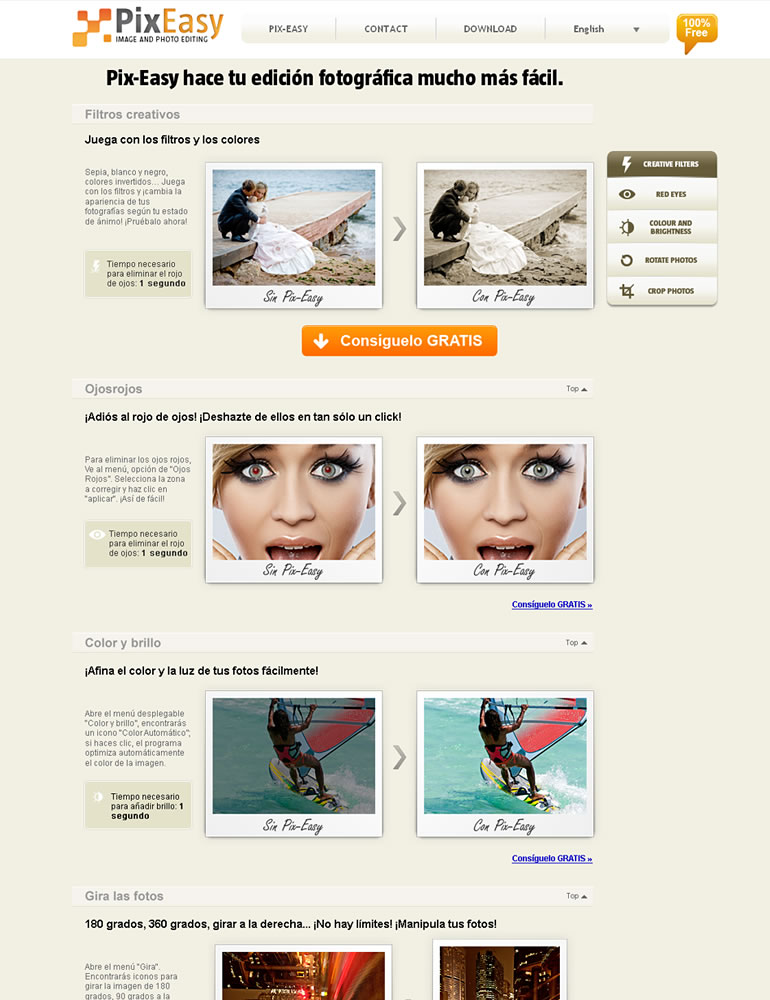 PixEasy
IMAGE AND PHOTO EDITING
PIX-EASY
CONTACT
DOWNLOAD
English
100%
Free
Pix-Easy hace tu edición fotográfica mucho más fácil.
Filtros creativos
Juega con los filtros y los colores
Sepia, blanco y negro,
colores invertidos... Juega
con los filtros y ¡cambia la
apariencia de tus
fotografías según tu estado
de ánimo! ¡Pruébalo ahora!
Tiempo necesario
para eliminar el rojo
de ojos: 1 segundo
Sin Pix-Easy
Con Pix-Easy
CREATIVE FILTERS
RED EYES
COLOUR AND
BRIGHTNESS
ROTATE PHOTOS
CROP PHOTOS
Consíguelo GRATIS
Ojosrojos
Top
¡Adiós al rojo de ojos! ¡Deshazte de ellos en tan sólo un click!
Para eliminar los ojos rojos,
Ve al menú, opción de "Ojos
Rojos". Selecciona la zona
a corregir y haz clic en
"aplicar". ¡Así de fácil!
Tiempo necesario
para eliminar el rojo
de ojos: 1 segundo
Sin Pix-Easy
Con Pix-Easy
Consíguelo GRATIS »
Color y brillo
Top
¡Afina el color y la luz de tus fotos fácilmente!
Abre el menú desplegable
"Color y brillo", encontrarás
un icono "Color Automático";
si haces clic, el programa
optimiza automáticamente
el color de la imagen.
Tiempo necesario
para añadir brillo: 1
segundo
Sin Pix-Easy
Con Pix-Easy
Consíguelo GRATIS »
Gira las fotos
Top
180 grados, 360 grados, girar a la derecha... ¡No hay límites! ¡Manipula tus fotos!
Abre el menú "Gira".
Encontrarás iconos para
girar la imagen de 180
grados, 90 grados a la